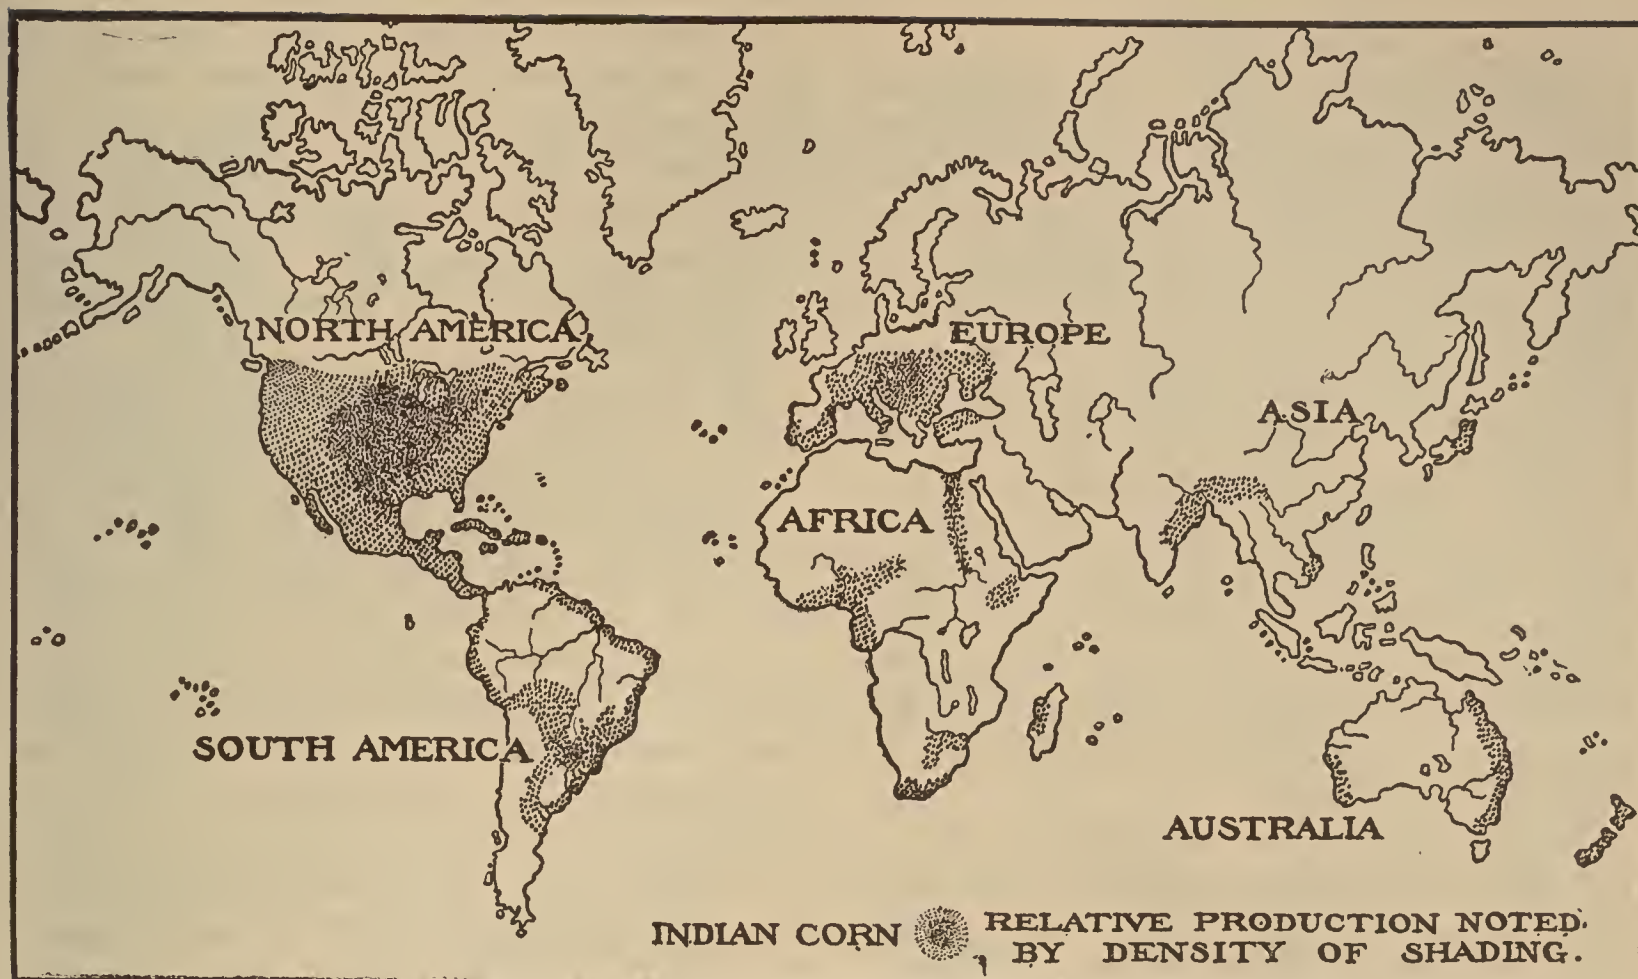 NORTH AMERICA
EUROPE
ASIA
AFRICA
SOUTH AMERICA
AUSTRALIA
INDIAN CORN
RELATIVE PRODUCTION NOTED.
BY DENSITY OF SHADING.